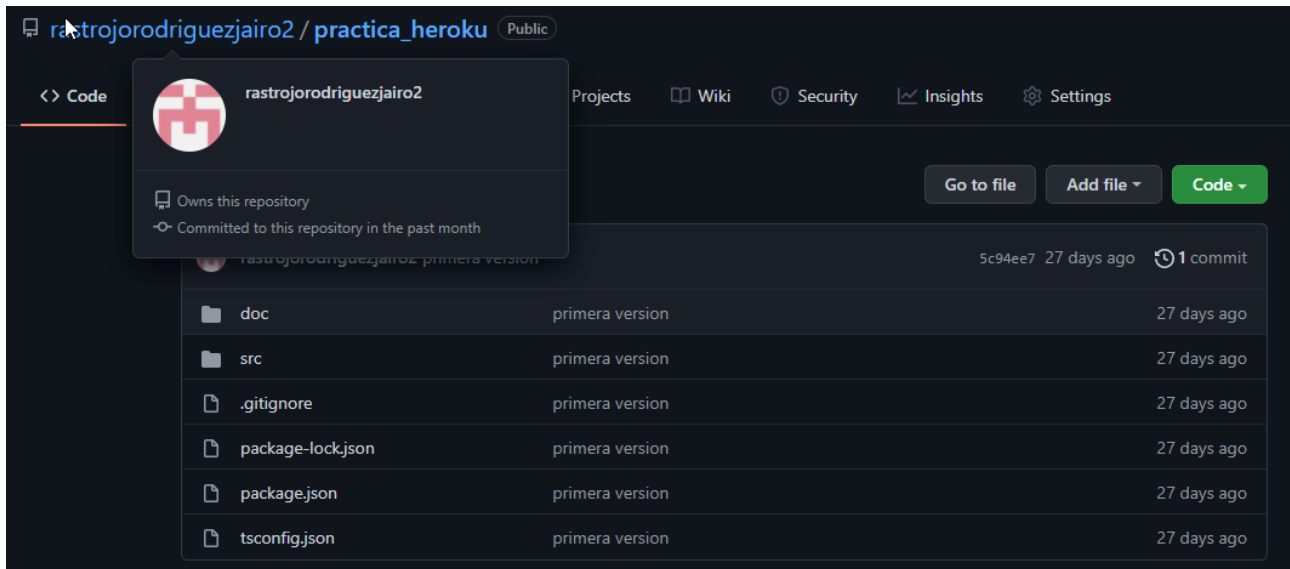 rastrojorodriguezjairo2 / practica_heroku Public
<> Code Projects Wiki Security Insights Settings
rastrojorodriguezjairo2
Owns this repository
Committed to this repository in the past month
Go to file Add file Code
rastrojorodriguezjairo2 primera version 5c94ee7 27 days ago 1 commit
doc primera version 27 days ago
src primera version 27 days ago
.gitignore primera version 27 days ago
package-lock.json primera version 27 days ago
package.json primera version 27 days ago
tsconfig.json primera version 27 days ago